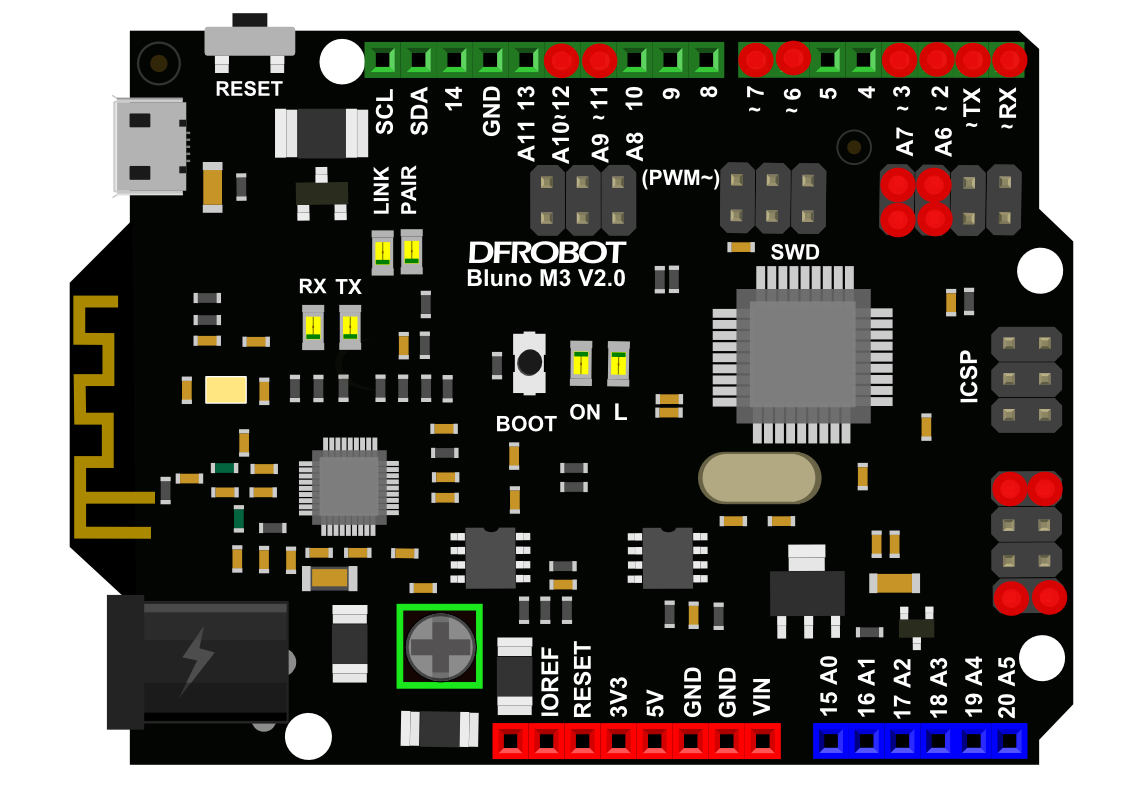 RESET
SCL
SDA
14
GND
A11 13
A10~12
A9 ~11
A8 10
9
8
~ 7
~ 6
5
4
A7 ~ 3
A6 ~ 2
~TX
~RX
LINK
PAIR
(PWM~)
DFROBOT
Bluno M3 V2.0
SWD
RX TX
ICSP
BOOT
ON L
IOREF
RESET
3V3
5V
GND
GND
VIN
15 A0
16 A1
17 A2
18 A3
19 A4
20 A5